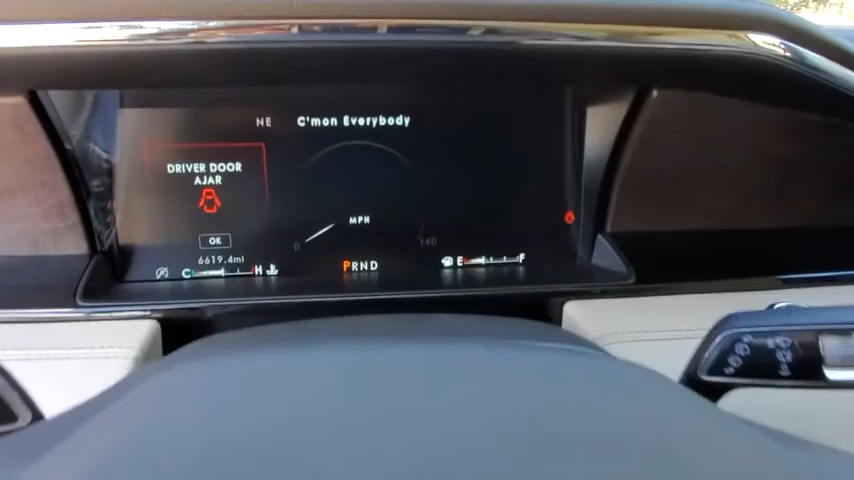 NE C'mon Everybody
DRIVER DOOR
AJAR
MPH
0 140
OK
6619.4mi
C H PRND E F